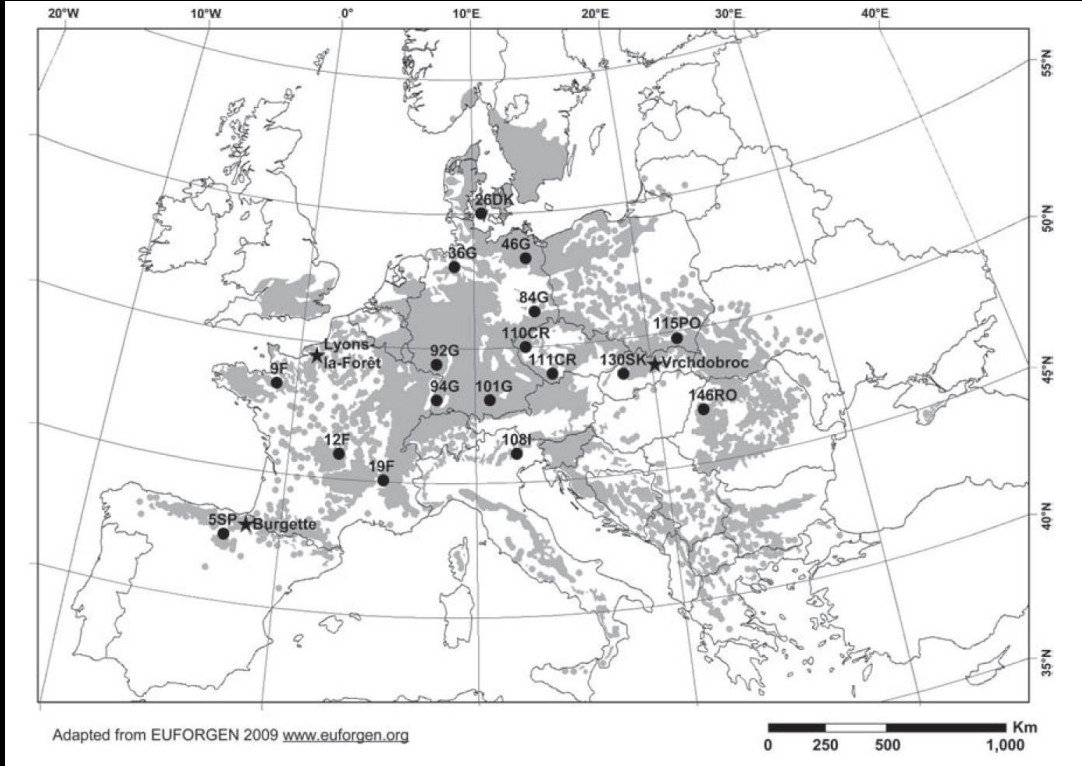 20°W 10°W .0° 10°E 20°E 30°E 40°E
55°N
50°N
45°N
40°N
35°N
26DK
46G
36G
84G
115PO
110CR
Lyons-
la-Forêt
92G
111CR
130SK
Vrchdobroc
9F
94G
101G
146RO
12F
108I
19F
5SP
Burgette
Km
0 250 500 1,000
Adapted from EUFORGEN 2009 www.euforgen.org